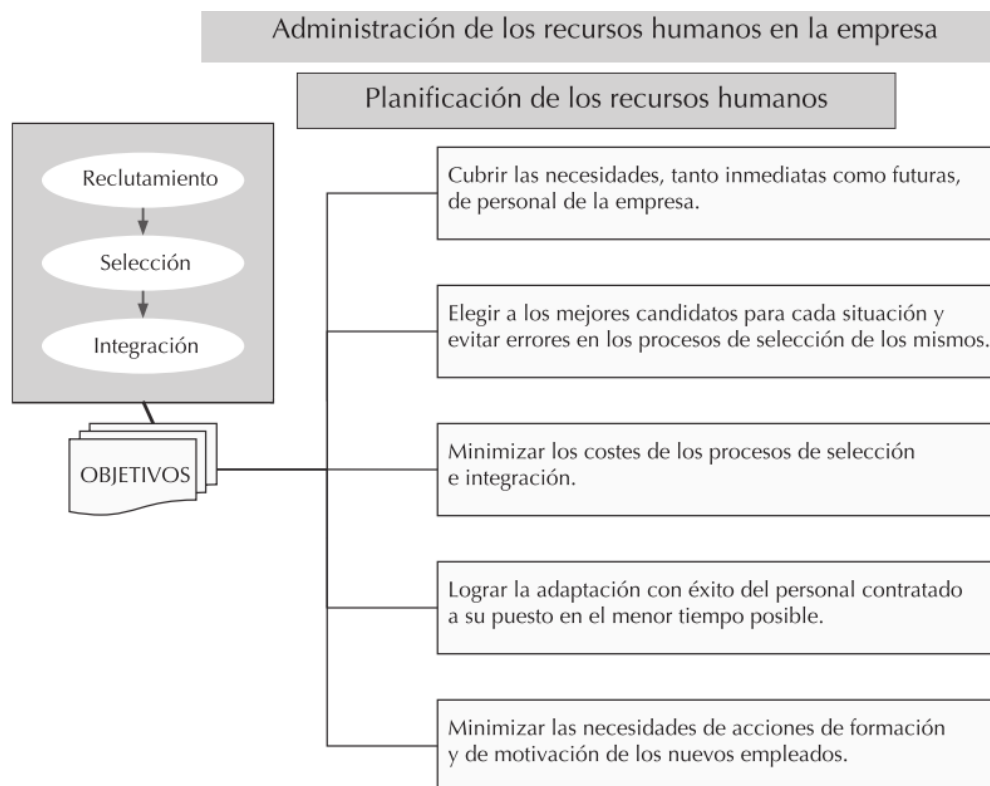 Administración de los recursos humanos en la empresa
Planificación de los recursos humanos
Reclutamiento
Selección
Integración
OBJETIVOS
Cubrir las necesidades, tanto inmediatas como futuras,
de personal de la empresa.
Elegir a los mejores candidatos para cada situación y
evitar errores en los procesos de selección de los mismos.
Minimizar los costes de los procesos de selección
e integración.
Lograr la adaptación con éxito del personal contratado
a su puesto en el menor tiempo posible.
Minimizar las necesidades de acciones de formación
y de motivación de los nuevos empleados.